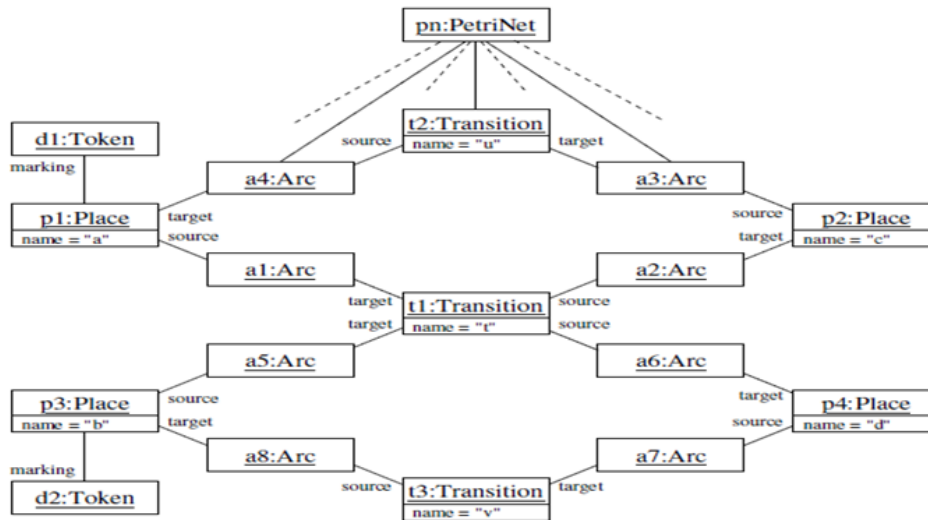 pn:PetriNet
t2:Transition
name = "u"
source
target
d1:Token
marking
a4:Arc
a3:Arc
p1:Place
name = "a"
target
source
source
target
p2:Place
name = "c"
a1:Arc
a2:Arc
target
target
t1:Transition
name = "t"
source
source
a5:Arc
a6:Arc
p3:Place
name = "b"
source
target
target
source
p4:Place
name = "d"
a8:Arc
a7:Arc
marking
d2:Token
source
t3:Transition
name = "v"
target